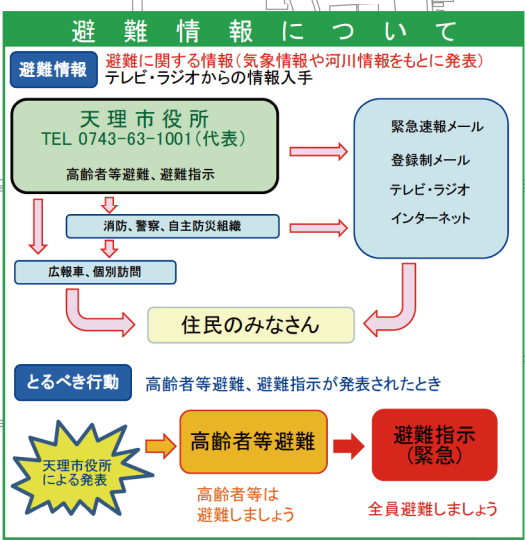 避難情報について
避難情報
避難に関する情報(気象情報や河川情報をもとに発表)
テレビ・ラジオからの情報入手
天理市役所
TEL 0743-63-1001(代表)
高齢者等避難、避難指示
緊急速報メール
登録制メール
テレビ・ラジオ
インターネット
消防、警察、自主防災組織
広報車、個別訪問
住民のみなさん
とるべき行動
高齢者等避難、避難指示が発表されたとき
天理市役所
による発表
高齢者等避難
避難指示
(緊急)
高齢者等は
避難しましょう
全員避難しましょう